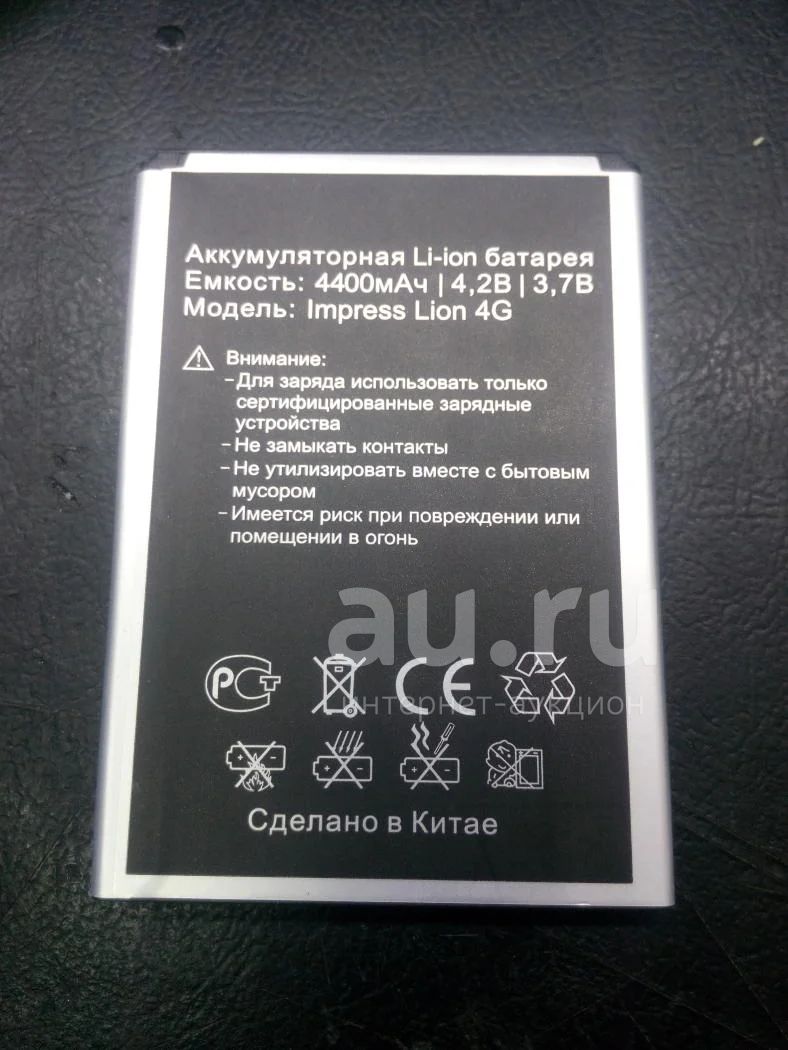 Аккумуляторная Li-ion батарея
Емкость: 4400мАч | 4,2В | 3,7В
Модель: Impress Lion 4G
Внимание:
-Для заряда использовать только
сертифицированные зарядные
устройства
-Не замыкать контакты
-Не утилизировать вместе с бытовым
мусором
-Имеется риск при повреждении или
помещении в огонь
au.ru
интернет-аукцион
РСТ CE
Сделано в Китае